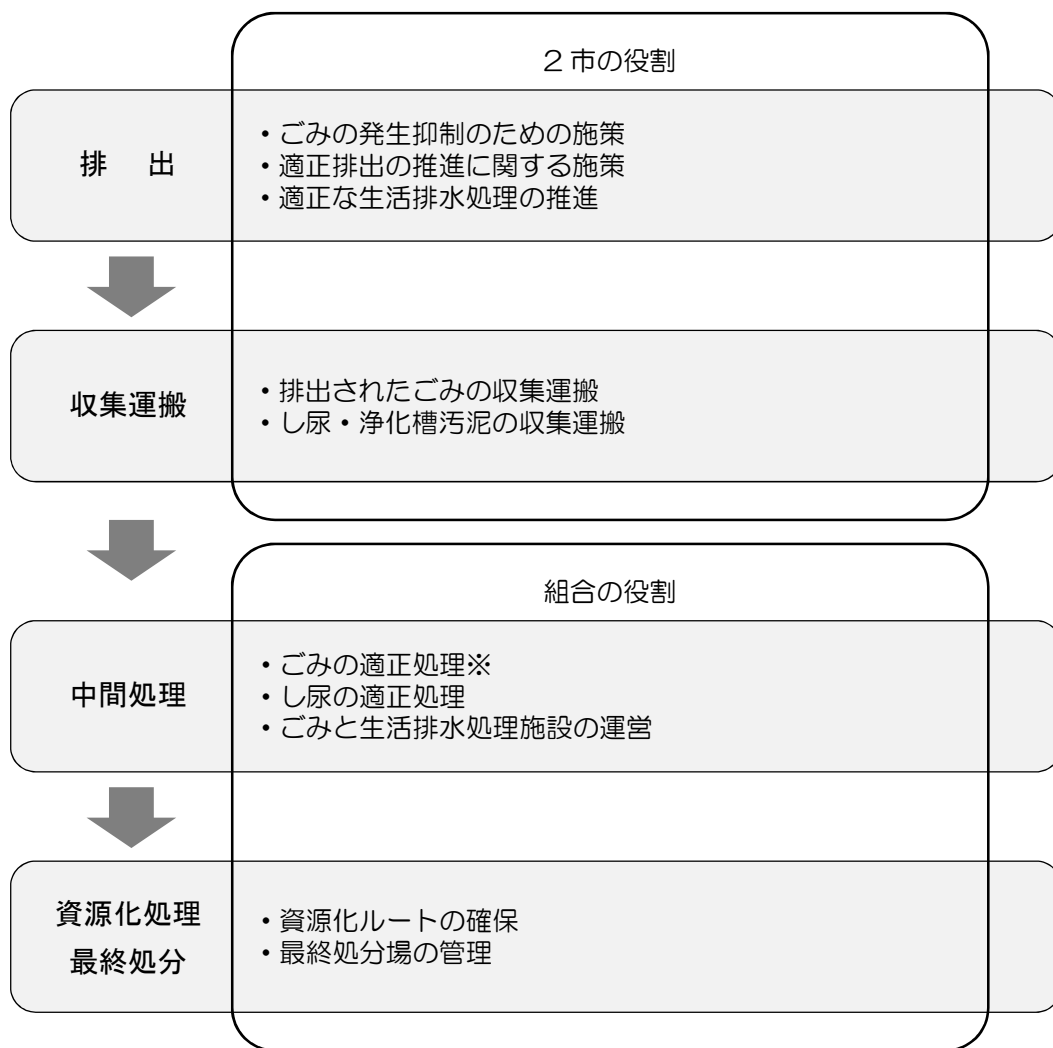 2市の役割
排 出
・ごみの発生抑制のための施策
・適正排出の推進に関する施策
・適正な生活排水処理の推進
収集運搬
・排出されたごみの収集運搬
・し尿・浄化槽汚泥の収集運搬
組合の役割
中間処理
・ごみの適正処理※
・し尿の適正処理
・ごみと生活排水処理施設の運営
資源化処理
最終処分
・資源化ルートの確保
・最終処分場の管理